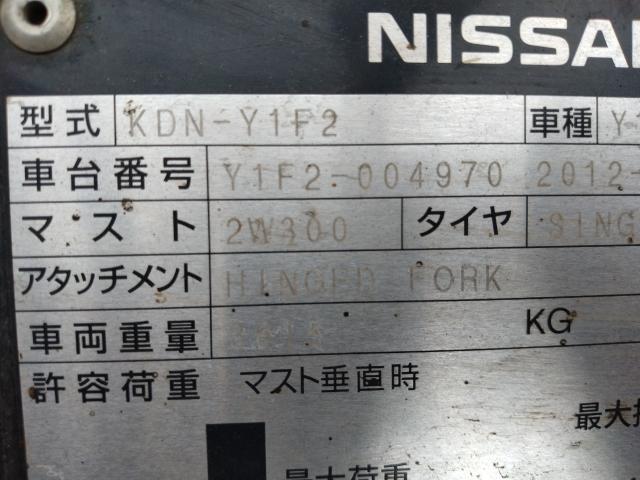 NISSA
型式 KDN-Y1F2 車種
車台番号 Y1F2-004970 2012-
マスト 2W300 タイヤ SING
アタッチメント HINGED FORK
車両重量 KG
許容荷重 マスト垂直時
最大
最大荷重